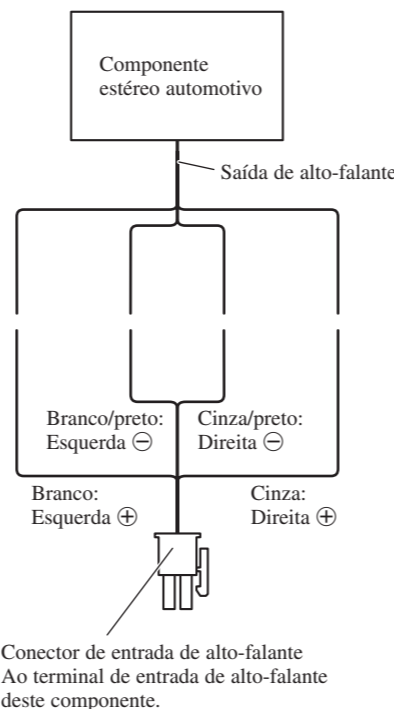 Componente
estéreo automotivo
Saída de alto-falante
Branco/preto:
Esquerda ⊖
Cinza/preto:
Direita ⊖
Branco:
Esquerda ⊕
Cinza:
Direita ⊕
Conector de entrada de alto-falante
Ao terminal de entrada de alto-falante
deste componente.